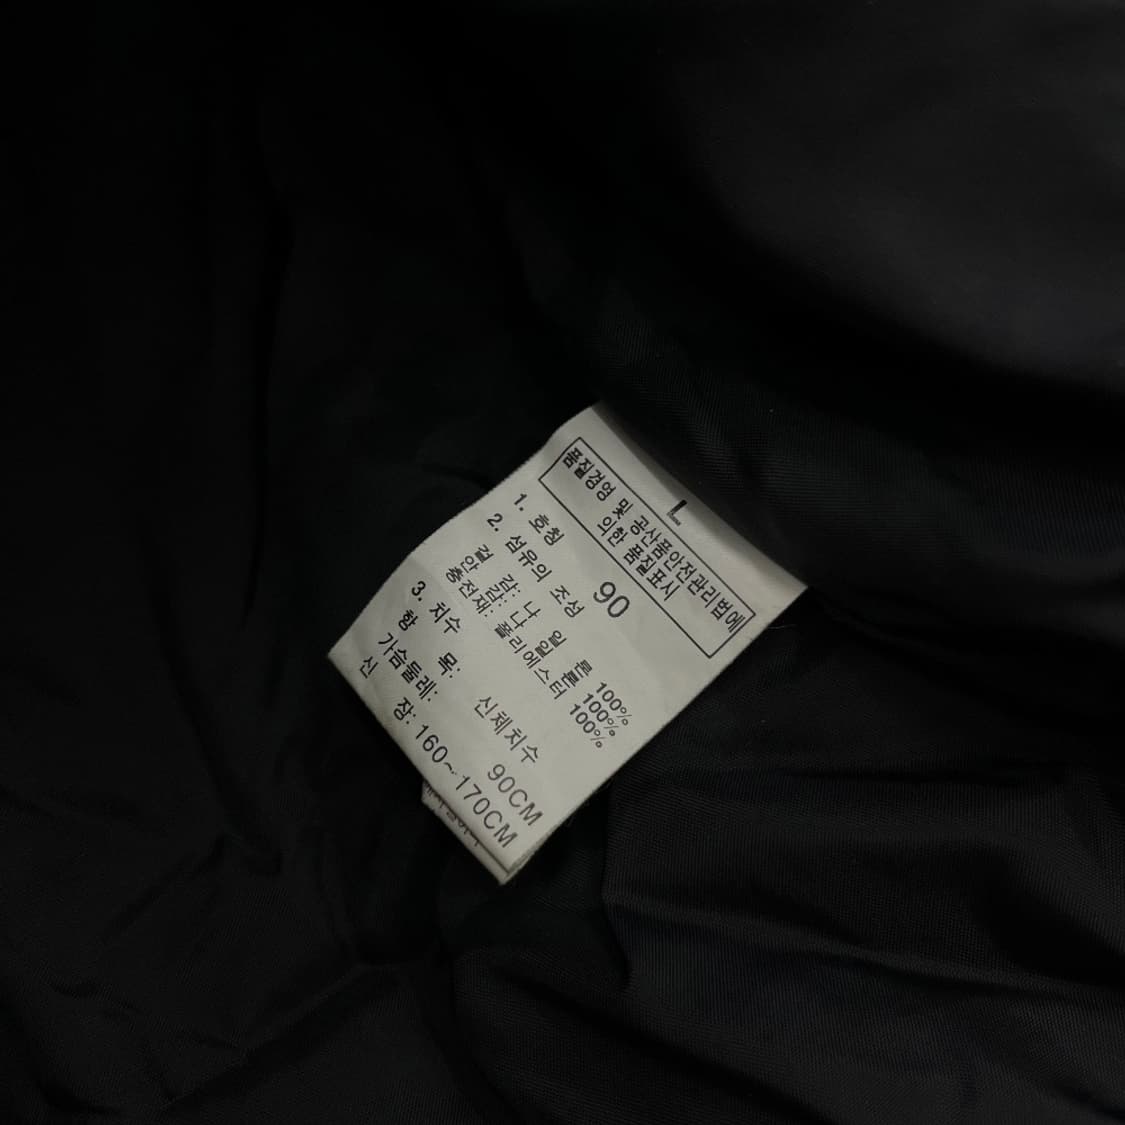 L
품질경영 및 공산품안전관리법에
의한 품질표시
1. 호칭 90
2. 섬유의 조성
겉 감: 나 일 론 100%
안 감: 나 일 론 100%
충전재: 폴리에스터 100%
3. 치수
항 목: 신체치수
가슴둘레: 90CM
신 장: 160~170CM